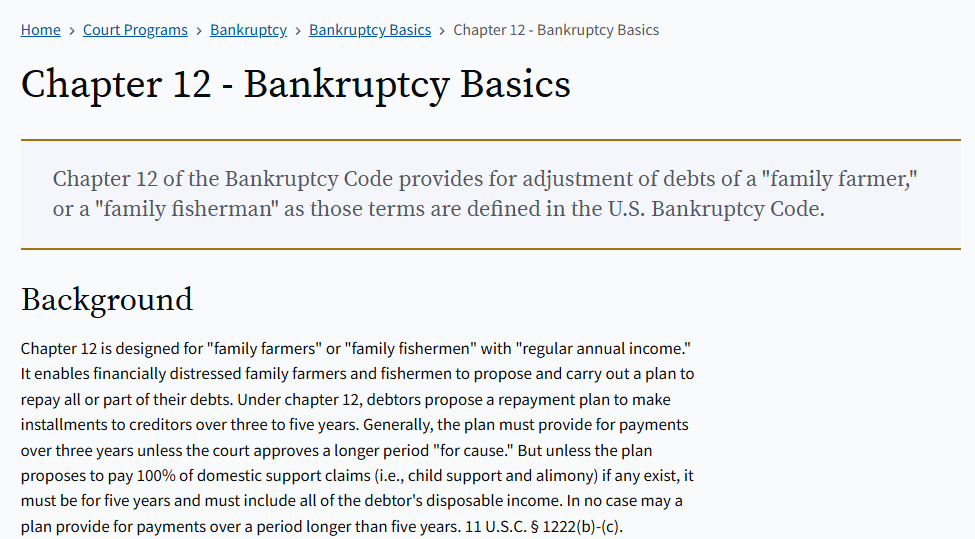 Home > Court Programs > Bankruptcy > Bankruptcy Basics > Chapter 12 - Bankruptcy Basics
Chapter 12 - Bankruptcy Basics
Chapter 12 of the Bankruptcy Code provides for adjustment of debts of a "family farmer,"
or a "family fisherman" as those terms are defined in the U.S. Bankruptcy Code.
Background
Chapter 12 is designed for "family farmers" or "family fishermen" with "regular annual income."
It enables financially distressed family farmers and fishermen to propose and carry out a plan to
repay all or part of their debts. Under chapter 12, debtors propose a repayment plan to make
installments to creditors over three to five years. Generally, the plan must provide for payments
over three years unless the court approves a longer period "for cause." But unless the plan
proposes to pay 100% of domestic support claims (i.e., child support and alimony) if any exist, it
must be for five years and must include all of the debtor's disposable income. In no case may a
plan provide for payments over a period longer than five years. 11 U.S.C. § 1222(b)-(c).